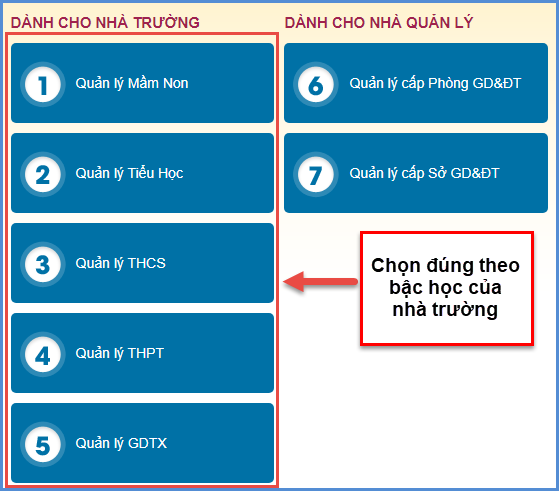 DÀNH CHO NHÀ TRƯỜNG
1
Quản lý Mầm Non
2
Quản lý Tiểu Học
3
Quản lý THCS
4
Quản lý THPT
5
Quản lý GDTX
DÀNH CHO NHÀ QUẢN LÝ
6
Quản lý cấp Phòng GD&ĐT
7
Quản lý cấp Sở GD&ĐT
Chọn đúng theo
bậc học của
nhà trường